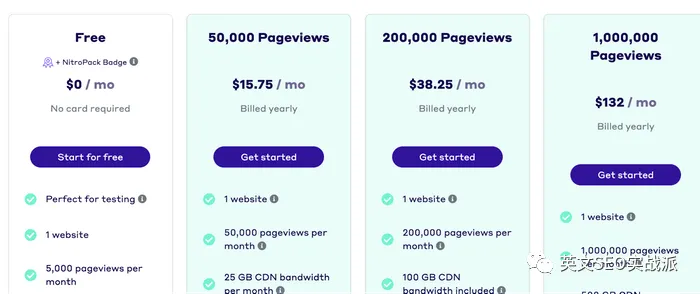 Free
+ NitroPack Badge
$0 / mo
No card required
Start for free
Perfect for testing
1 website
5,000 pageviews per
month
50,000 Pageviews
$15.75 / mo
Billed yearly
Get started
1 website
50,000 pageviews per
month
25 GB CDN bandwidth
per month
200,000 Pageviews
$38.25 / mo
Billed yearly
Get started
1 website
200,000 pageviews per
month
100 GB CDN
bandwidth included
1,000,000
Pageviews
$132 / mo
Billed yearly
Get started
1 website
1,000,000 pageviews
per month
英文SEO实战派